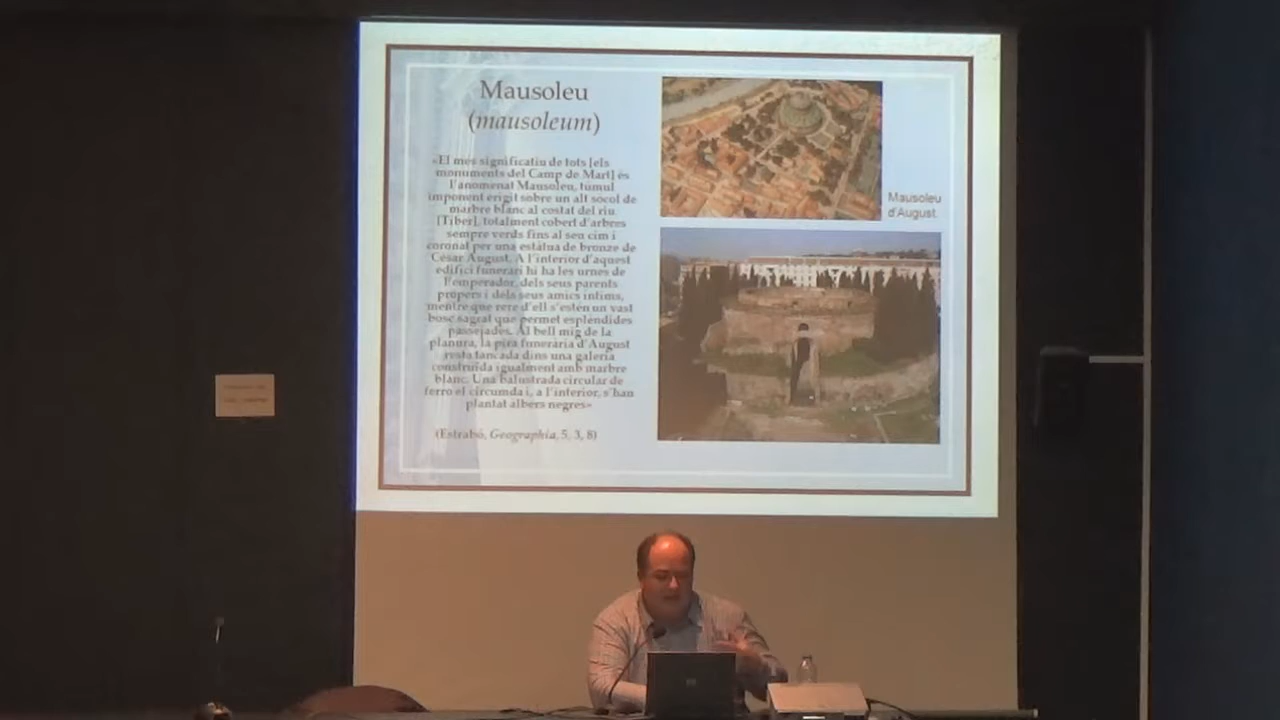 Mausoleu
(mausoleum)
«El més significatiu de tots [els
monuments del Camp de Mart] és
l'anomenat Mausoleu, túmul
imponent erigit sobre un alt sòcol de
marbre blanc al costat del riu
[Tíber], totalment cobert d'arbres
sempre verds fins al seu cim i
coronat per una estàtua de bronze de
Cèsar August. A l'interior d'aquest
edifici funerari hi ha les urnes de
l'emperador, dels seus parents
propers i dels seus amics íntims,
mentre que rere d'ell s'estén un vast
bosc sagrat que permet esplèndides
passejades. Al bell mig de la
planura, la pira funerària d'August
resta tancada dins una galeria
construïda igualment amb marbre
blanc. Una balustrada circular de
ferro el circumda i, a l'interior, s'han
plantat àlbers negres»
(Estrabó, Geographia, 5, 3, 8)
Mausoleu
d'August.